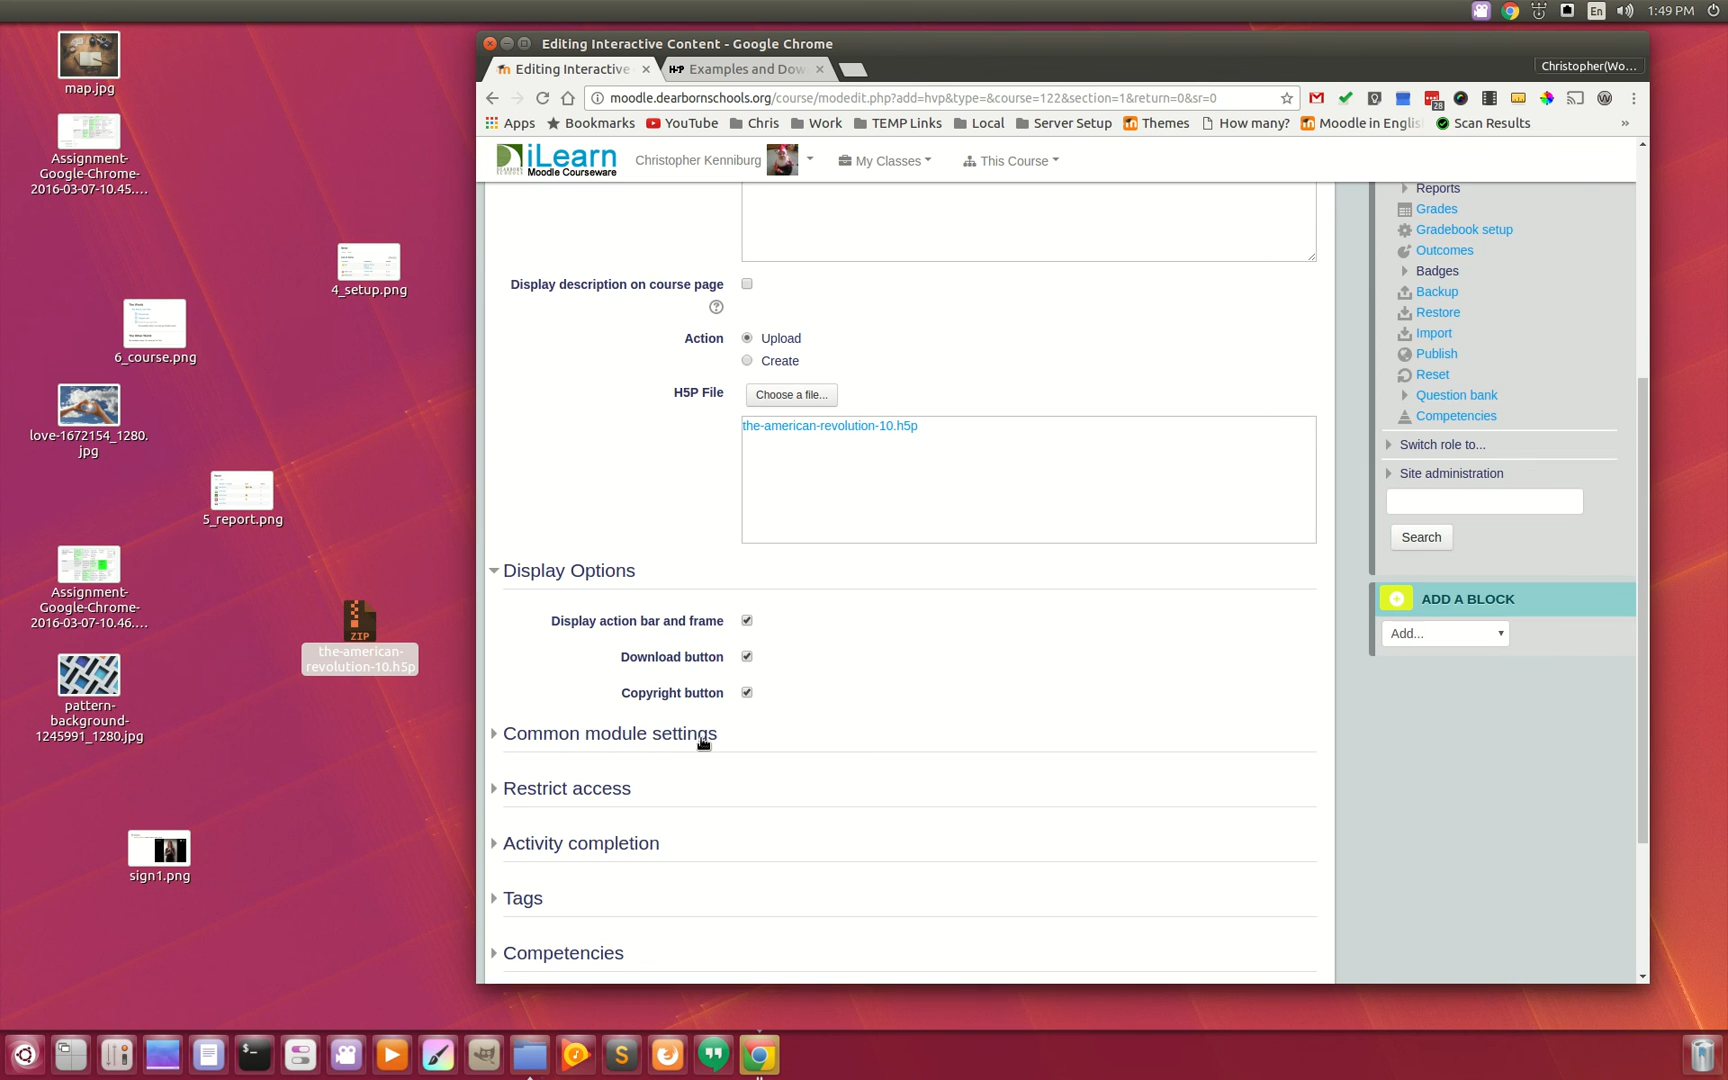 En
1:49 PM
map.jpg
Assignment-
Google-Chrome-
2016-03-07-10.45....
4_setup.png
6_course.png
love-1672154_1280.
jpg
5_report.png
Assignment-
Google-Chrome-
2016-03-07-10.46....
ZIP
the-american-
revolution-10.h5p
pattern-
background-
1245991_1280.jpg
sign1.png
Editing Interactive Content - Google Chrome
Editing Interactive
H-P Examples and Dow
Christopher(Wo...
moodle.dearbornschools.org/course/modedit.php?add=hvp&type=&course=122&section=1&return=0&sr=0
28
Apps Bookmarks YouTube Chris Work TEMP Links Local Server Setup Themes How many? Moodle in Englis Scan Results »
iLearn
Moodle Courseware
Christopher Kenniburg
My Classes
This Course
Display description on course page
Action
Upload
Create
H5P File
Choose a file...
the-american-revolution-10.h5p
Display Options
Display action bar and frame
Download button
Copyright button
Common module settings
Restrict access
Activity completion
Tags
Competencies
Reports
Grades
Gradebook setup
Outcomes
Badges
Backup
Restore
Import
Publish
Reset
Question bank
Competencies
Switch role to...
Site administration
Search
ADD A BLOCK
Add...